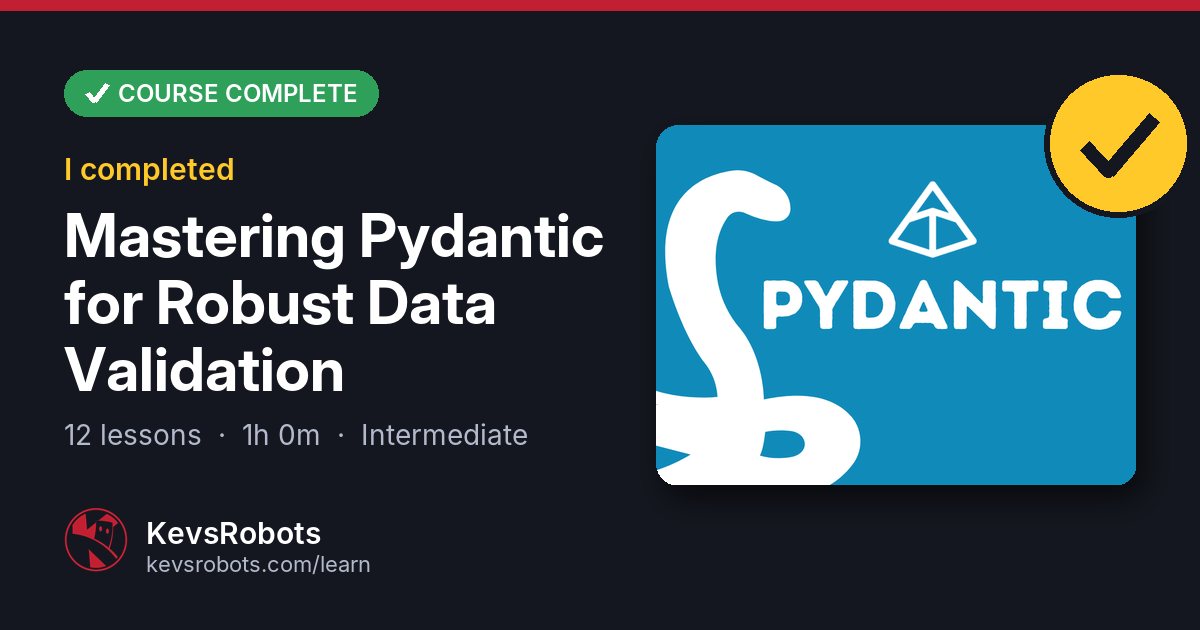 COURSE COMPLETE
I completed
Mastering Pydantic
for Robust Data
Validation
12 lessons · 1h 0m · Intermediate
KevsRobots
kevsrobots.com/learn
PYDANTIC